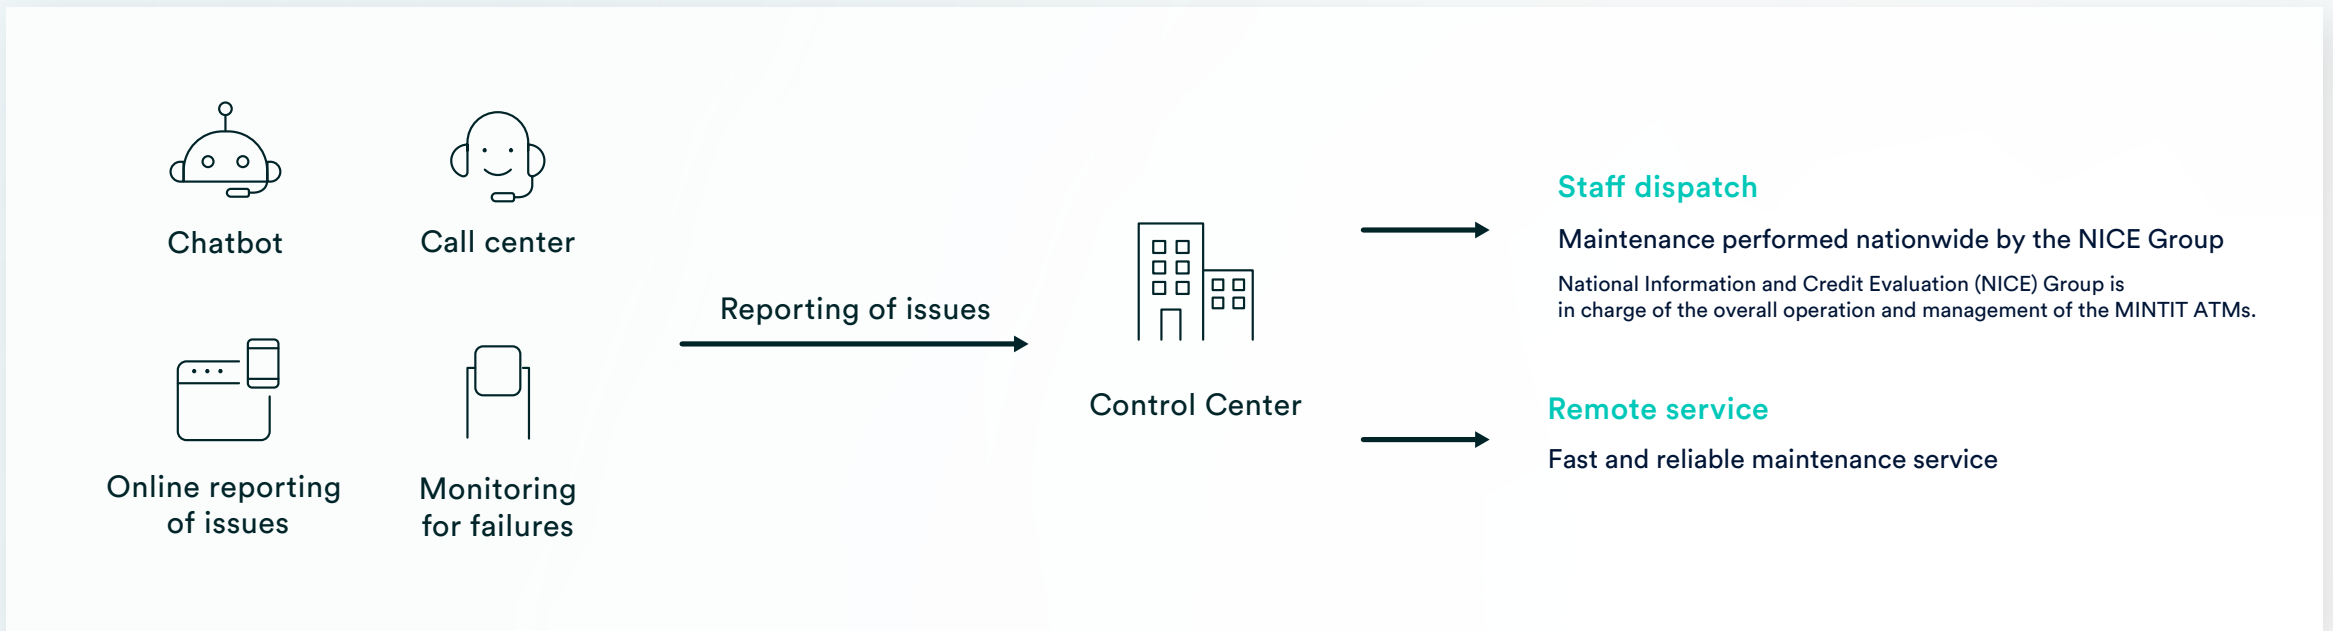 Chatbot
Call center
Online reporting
of issues
Monitoring
for failures
Reporting of issues
Control Center
Staff dispatch
Maintenance performed nationwide by the NICE Group
National Information and Credit Evaluation (NICE) Group is
in charge of the overall operation and management of the MINTIT ATMs.
Remote service
Fast and reliable maintenance service